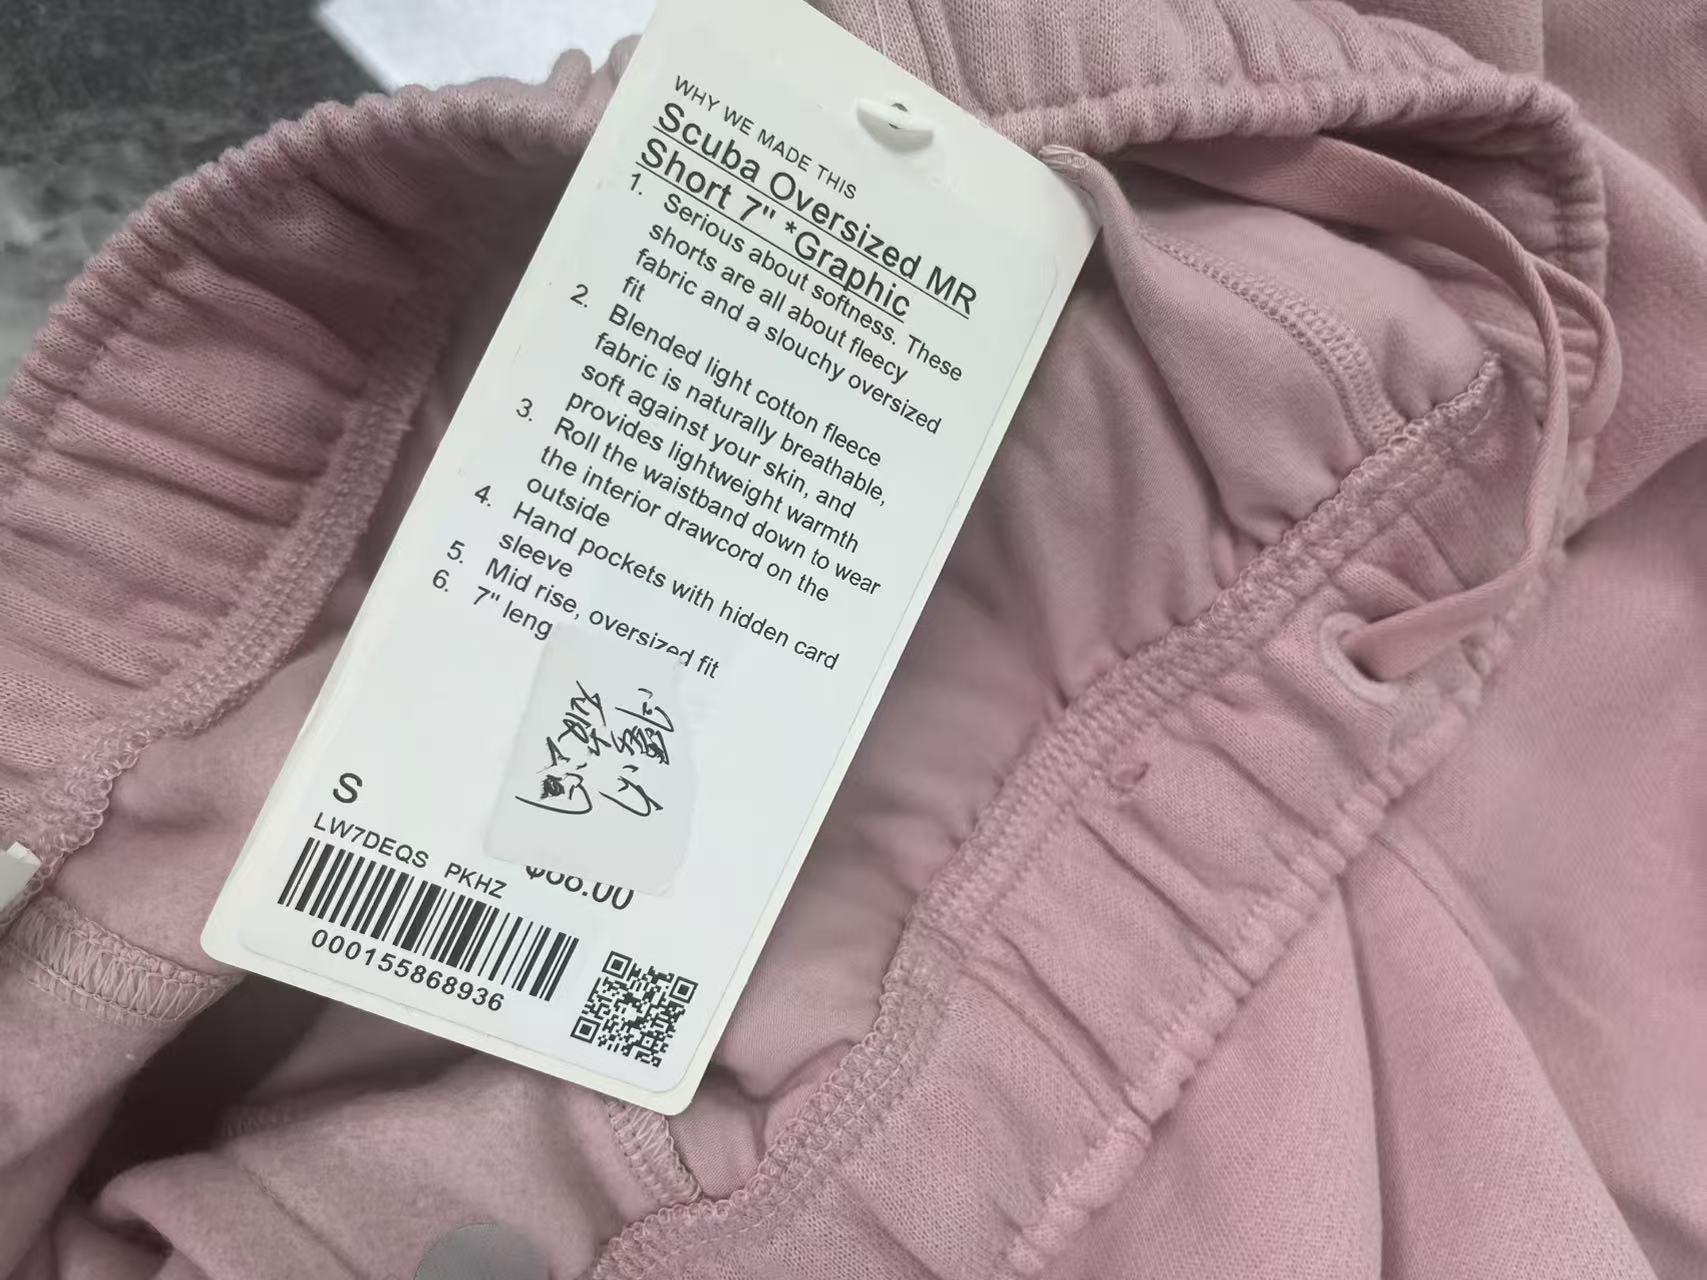 WHY WE MADE THIS
Scuba Oversized MR
Short 7" *Graphic
1. Serious about softness. These
shorts are all about fleecy
fabric and a slouchy oversized
fit
2. Blended light cotton fleece
fabric is naturally breathable,
soft against your skin, and
provides lightweight warmth
3. Roll the waistband down to wear
the interior drawcord on the
outside
4. Hand pockets with hidden card
sleeve
5. Mid rise, oversized fit
6. 7" leng
S
LW7DEQS PKHZ
000155868936